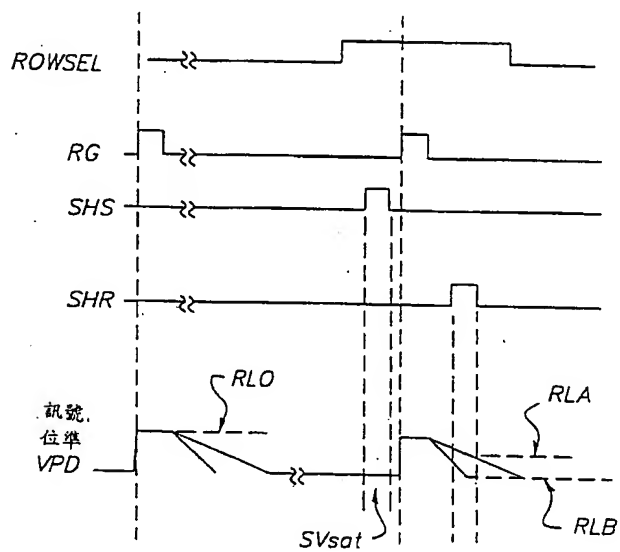 ROWSEL
RG
SHS
SHR
RLO
RLA
訊號,
位準
VPD
RLB
SVsat